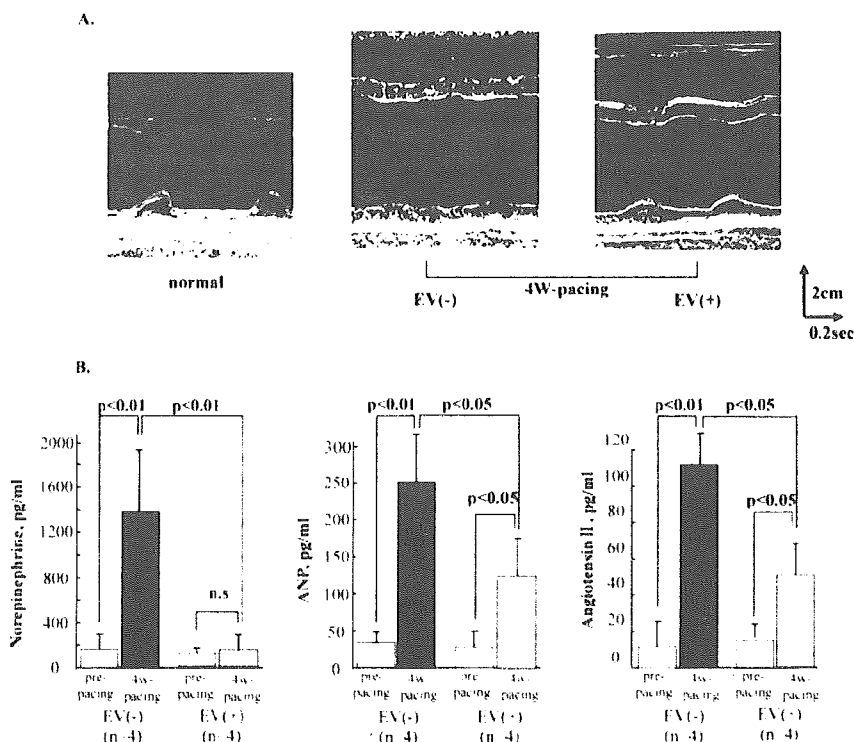 A.
normal
4W-pacing
EV(-)
EV(+)
2cm
0.2sec
B.
p<0.01
p<0.01
n.s
Norepinephrine, pg/ml
2000
1800
1400
1000
400
0
pre-pacing
4w-pacing
pre-pacing
4w-pacing
EV(-)
EV(+)
(n=4)
(n=4)
p<0.01
p<0.05
p<0.05
ANP, pg/ml
300
250
200
150
100
50
0
pre-pacing
4w-pacing
pre-pacing
4w-pacing
EV(-)
EV(+)
(n=4)
(n=4)
p<0.01
p<0.05
p<0.05
Angiotensin II, pg/ml
120
100
80
60
40
20
0
pre-pacing
4w-pacing
pre-pacing
4w-pacing
EV(-)
EV(+)
(n=4)
(n=4)